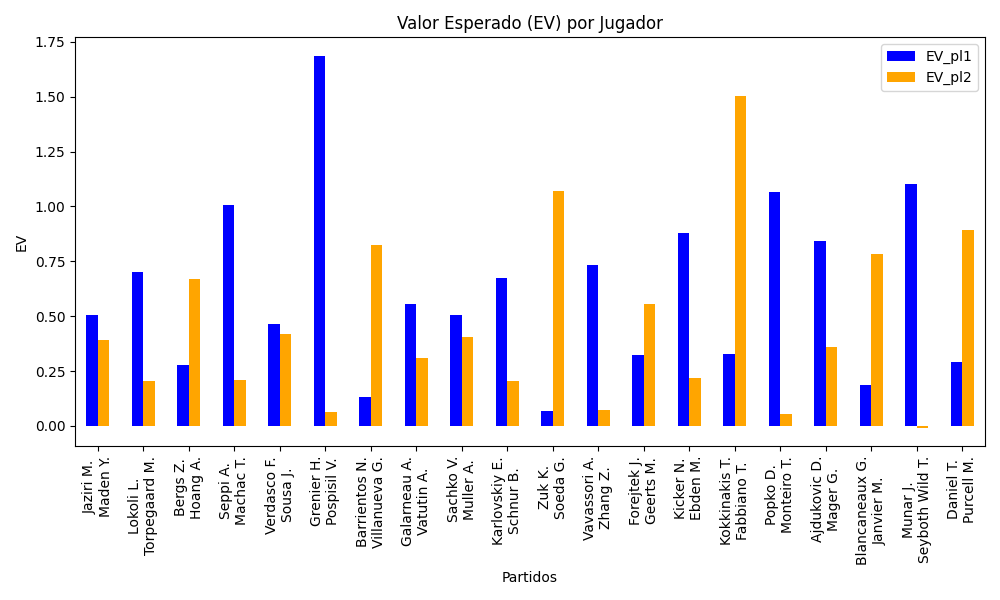 Valor Esperado (EV) por Jugador
EV_pl1
EV_pl2
EV
1.75
1.50
1.25
1.00
0.75
0.50
0.25
0.00
Jaziri M.
Maden Y.
Lokoli L.
Torpegaard M.
Bergs Z.
Hoang A.
Seppi A.
Machac T.
Verdasco F.
Sousa J.
Grenier H.
Pospisil V.
Barrientos N.
Villanueva G.
Galarneau A.
Vatutin A.
Sachko V.
Muller A.
Karlovskiy E.
Schnur B.
Zuk K.
Soeda G.
Vavassori A.
Zhang Z.
Forejtek J.
Geerts M.
Kicker N.
Ebden M.
Kokkinakis T.
Fabbiano T.
Popko D.
Monteiro T.
Ajdukovic D.
Mager G.
Blancaneaux G.
Janvier M.
Munar J.
Seyboth Wild T.
Daniel T.
Purcell M.
Partidos